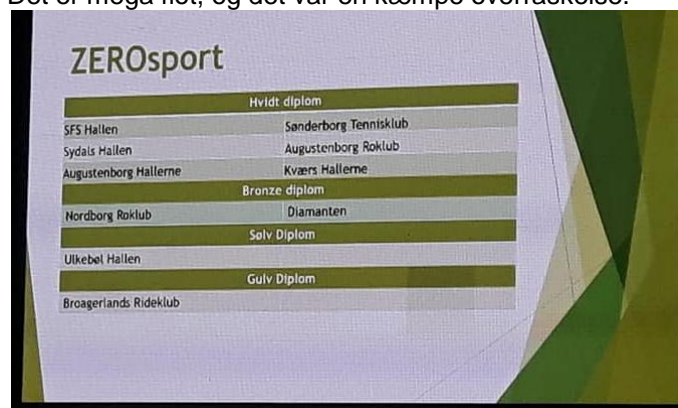 Det er mega flot, og det var en kæmpe overraskelse.
ZEROsport
Hvidt diplom
SFS Hallen Sønderborg Tennisklub
Sydals Hallen Augustenborg Roklub
Augustenborg Hallerne Kværs Hallerne
Bronze diplom
Nordborg Roklub Diamanten
Sølv Diplom
Ulkebøl Hallen
Gulv Diplom
Broagerlands Rideklub